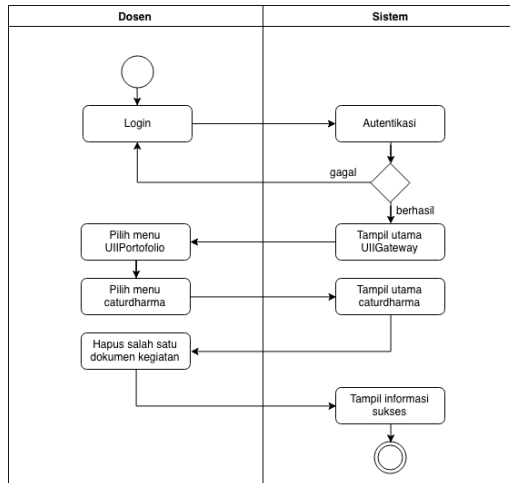 Dosen
Sistem
Login
Autentikasi
gagal
berhasil
Pilih menu
UIIPortofolio
Tampil utama
UIIGateway
Pilih menu
caturdharma
Tampil utama
caturdharma
Hapus salah satu
dokumen kegiatan
Tampil informasi
sukses